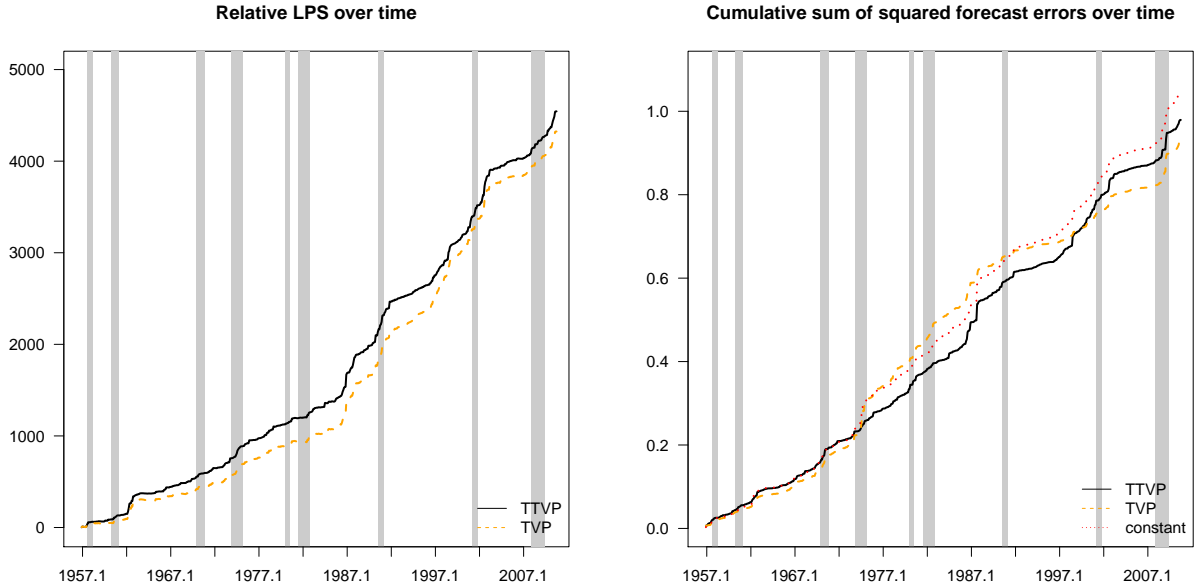 Relative LPS over time
5000
4000
3000
2000
1000
0
TTVP
TVP
1957.1 1967.1 1977.1 1987.1 1997.1 2007.1
Cumulative sum of squared forecast errors over time
1.0
0.8
0.6
0.4
0.2
0.0
TTVP
TVP
constant
1957.1 1967.1 1977.1 1987.1 1997.1 2007.1